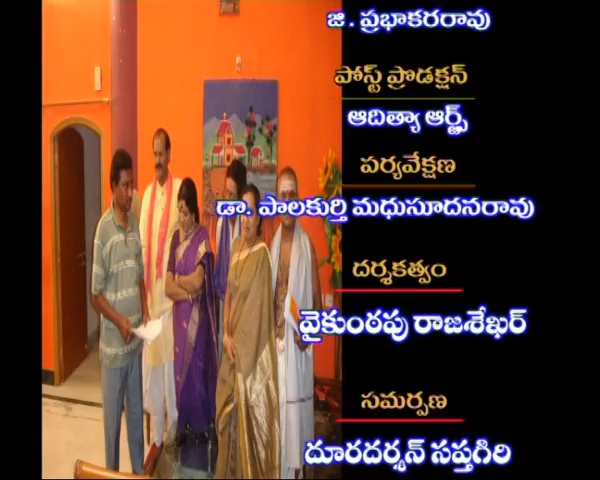 జి. ప్రభాకరరావు
పోస్ట్ ప్రొడక్షన్
ఆదిత్యా ఆర్ట్స్
పర్యవేక్షణ
డా. పాలకుర్తి మధుసూదనరావు
దర్శకత్వం
వైకుంఠపు రాజశేఖర్
సమర్పణ
దూరదర్శన్ సప్తగిరి